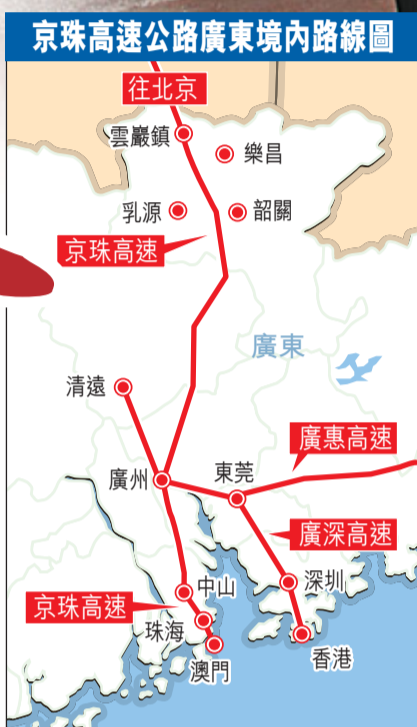 京珠高速公路廣東境內路線圖
往北京
雲巖鎮
樂昌
乳源
韶關
京珠高速
廣東
清遠
廣惠高速
廣州
東莞
廣深高速
中山
深圳
京珠高速
珠海
香港
澳門